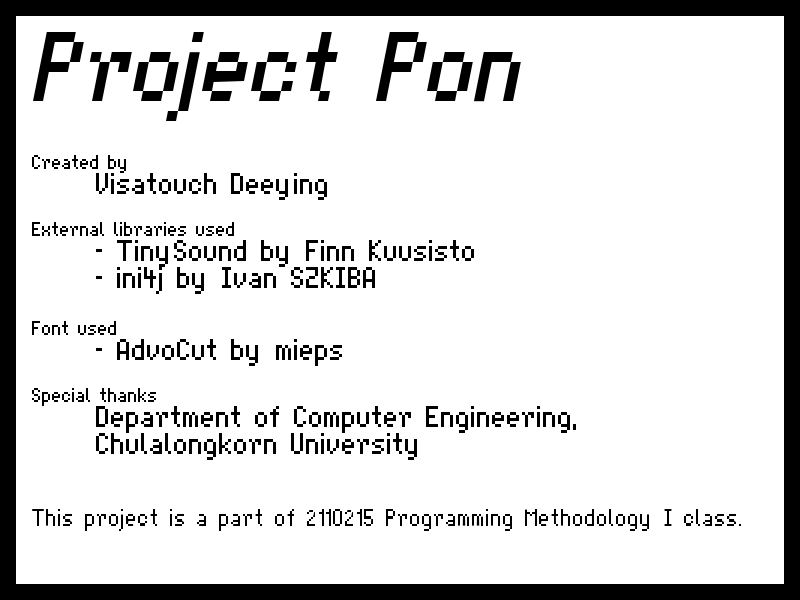 Project Pon
Created by
Visatouch Deeying
External libraries used
- TinySound by Finn Kuusisto
- ini4j by Ivan SZKIBA
Font used
- AdvoCut by mieps
Special thanks
Department of Computer Engineering,
Chulalongkorn University
This project is a part of 2110215 Programming Methodology I class.